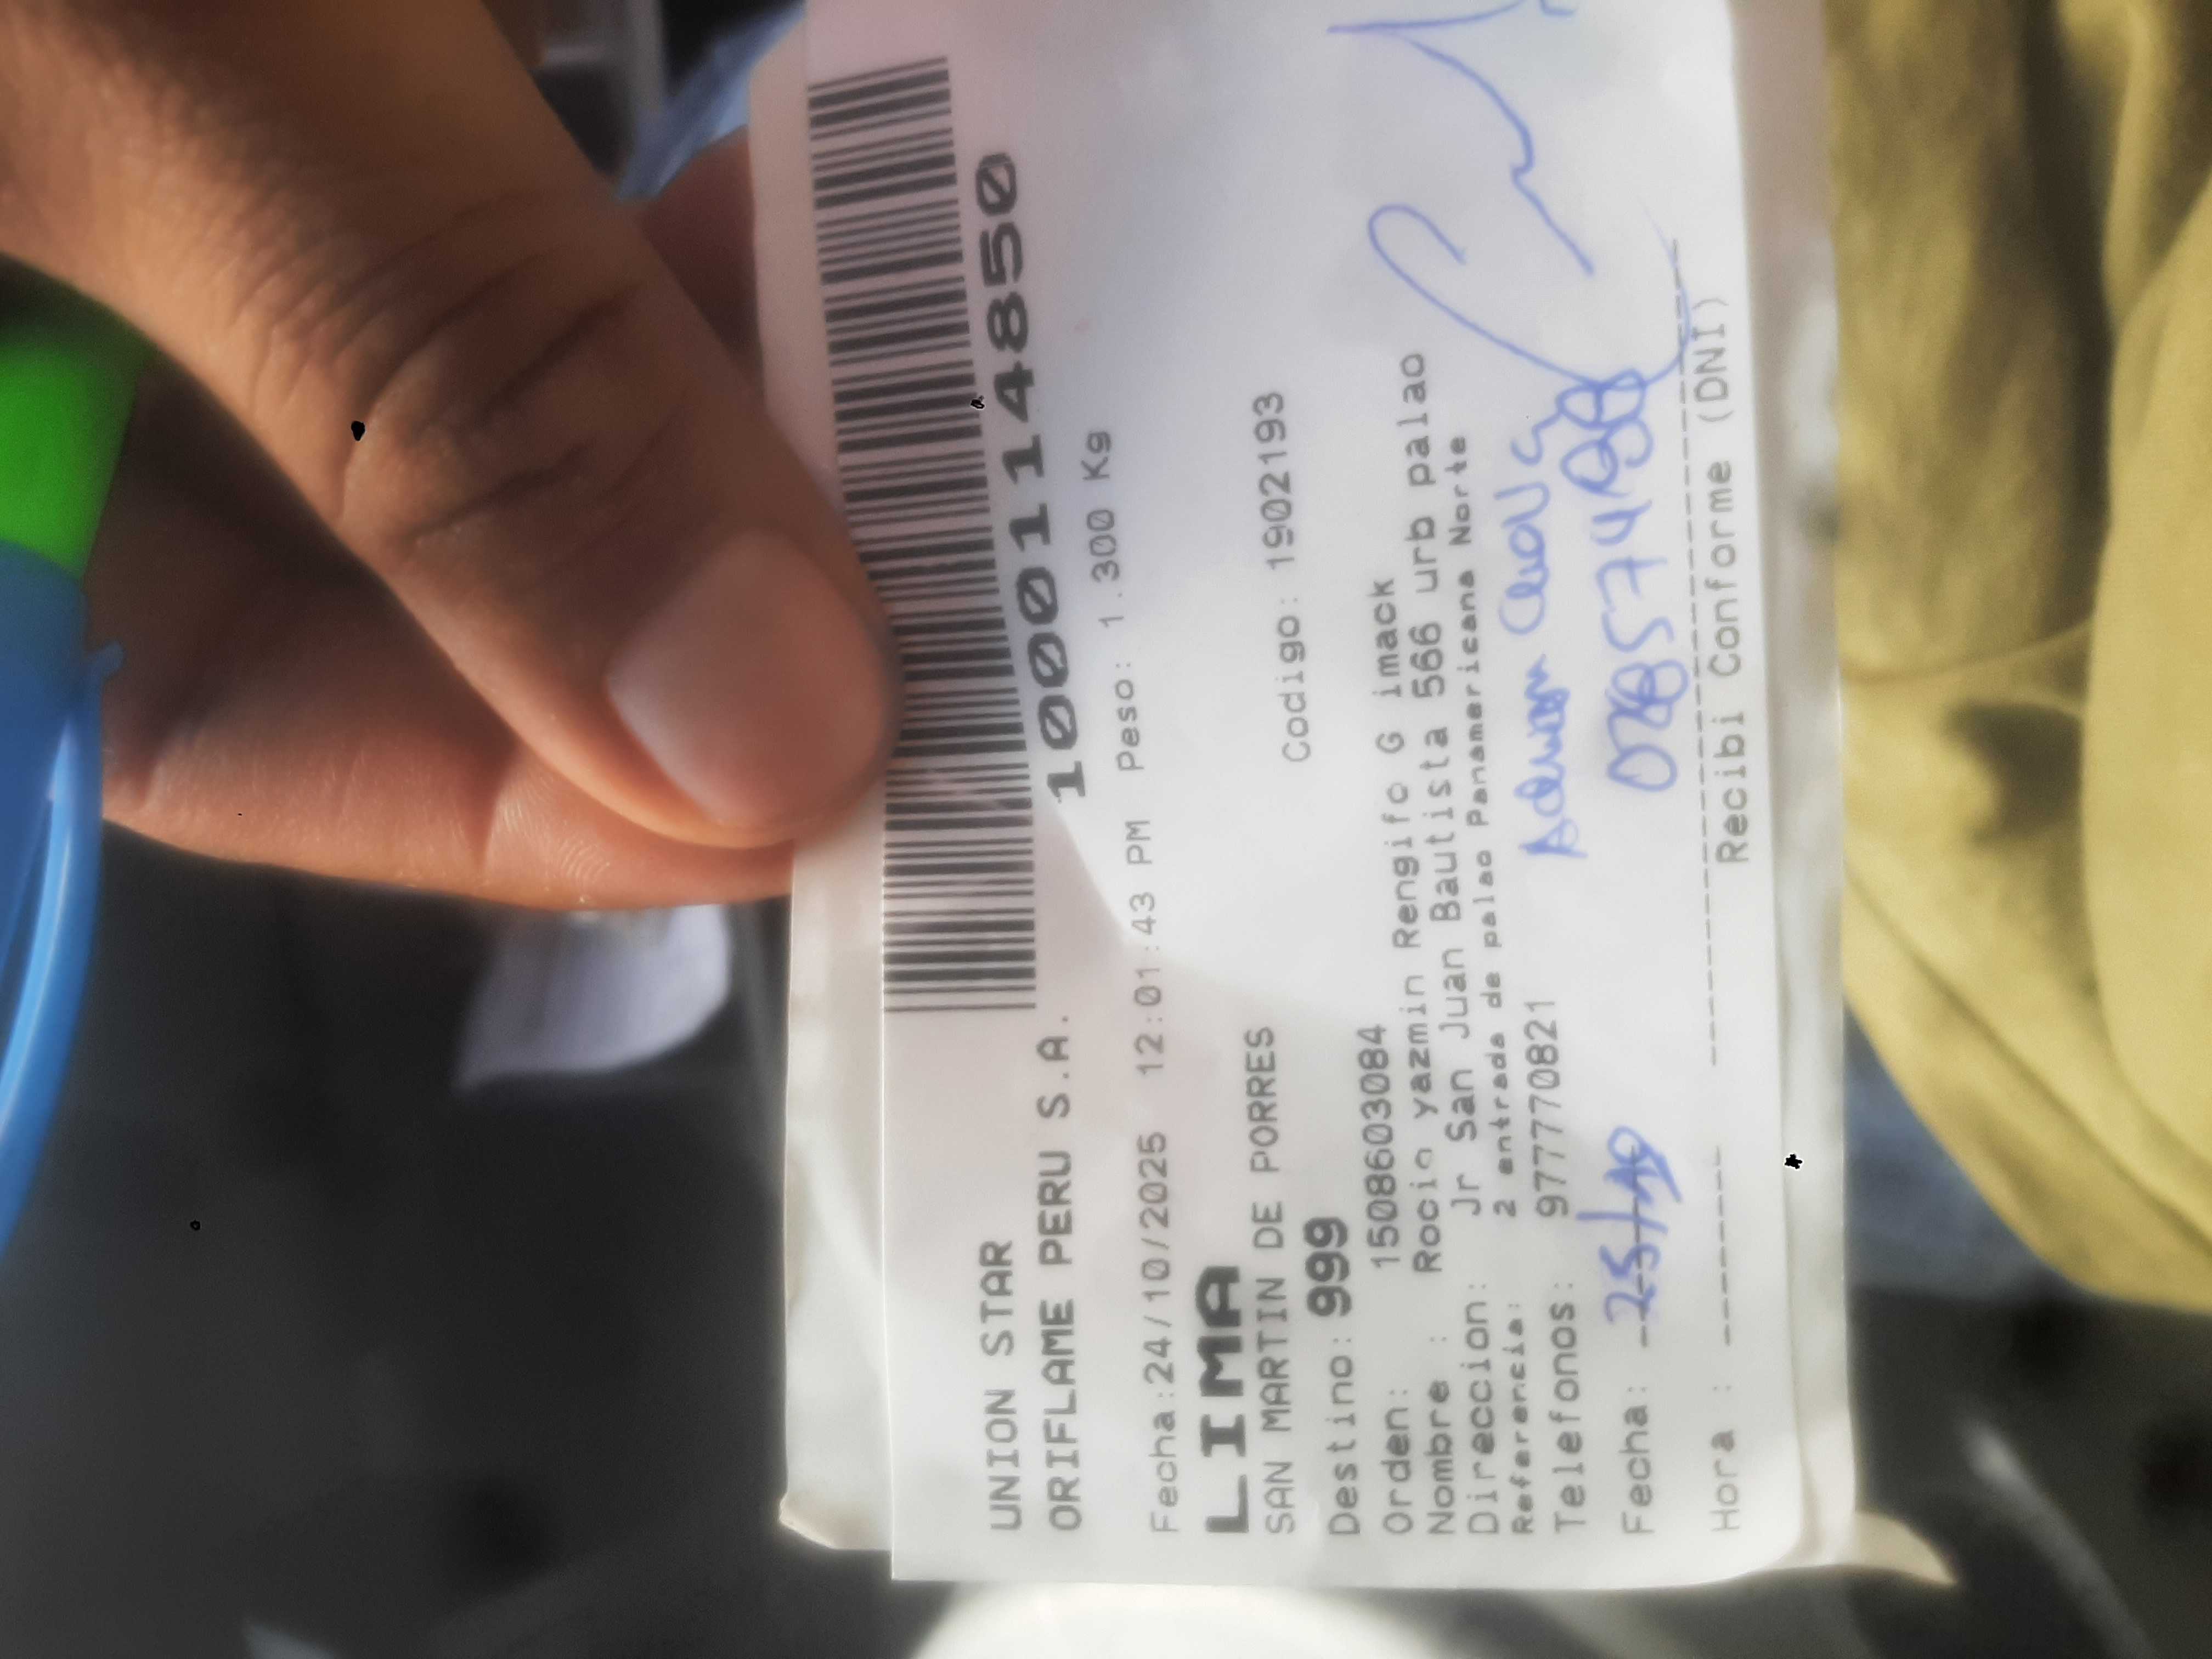 1000114850
UNION STAR
ORIFLAME PERU S.A.
Fecha:24/10/2025 12:01:43 PM Peso: 1.300 Kg
LIMA
SAN MARTIN DE PORRES
Destino: 999 Codigo: 1902193
Orden: 1508603084
Nombre : Rocio yazmin Rengifo G imack
Direccion: Jr San Juan Bautista 566 urb palao
Referencia: 2 entrada de palao Panamericana Norte
Telefonos: 977770821
Fecha: 25/10
Hora : Recibi Conforme (DNI)